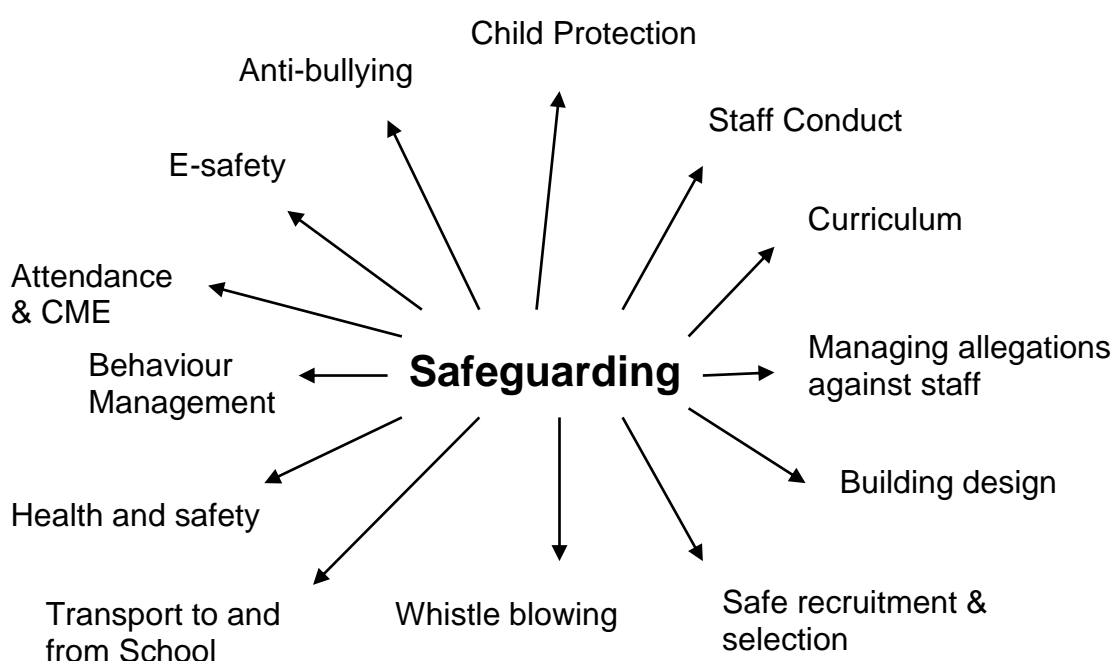 Child Protection
Anti-bullying
Staff Conduct
E-safety
Curriculum
Attendance
& CME
Managing allegations
against staff
Behaviour
Management
Safeguarding
Building design
Health and safety
Safe recruitment &
selection
Transport to and
from School
Whistle blowing